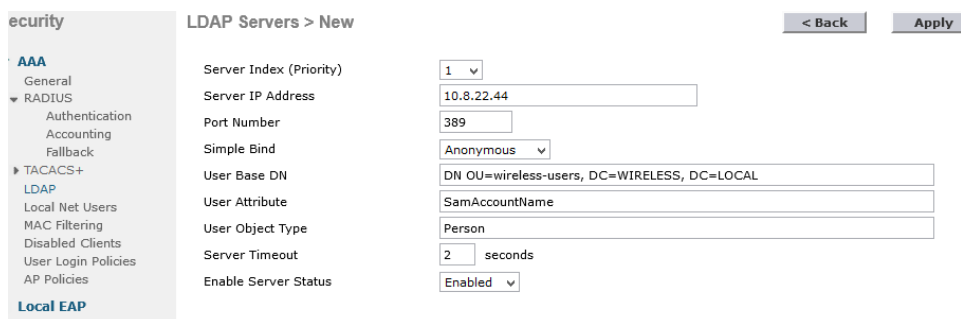 ecurity
AAA
General
RADIUS
Authentication
Accounting
Fallback
TACACS+
LDAP
Local Net Users
MAC Filtering
Disabled Clients
User Login Policies
AP Policies
Local EAP
LDAP Servers > New
< Back
Apply
Server Index (Priority) 1
Server IP Address 10.8.22.44
Port Number 389
Simple Bind Anonymous
User Base DN DN OU=wireless-users, DC=WIRELESS, DC=LOCAL
User Attribute SamAccountName
User Object Type Person
Server Timeout 2 seconds
Enable Server Status Enabled